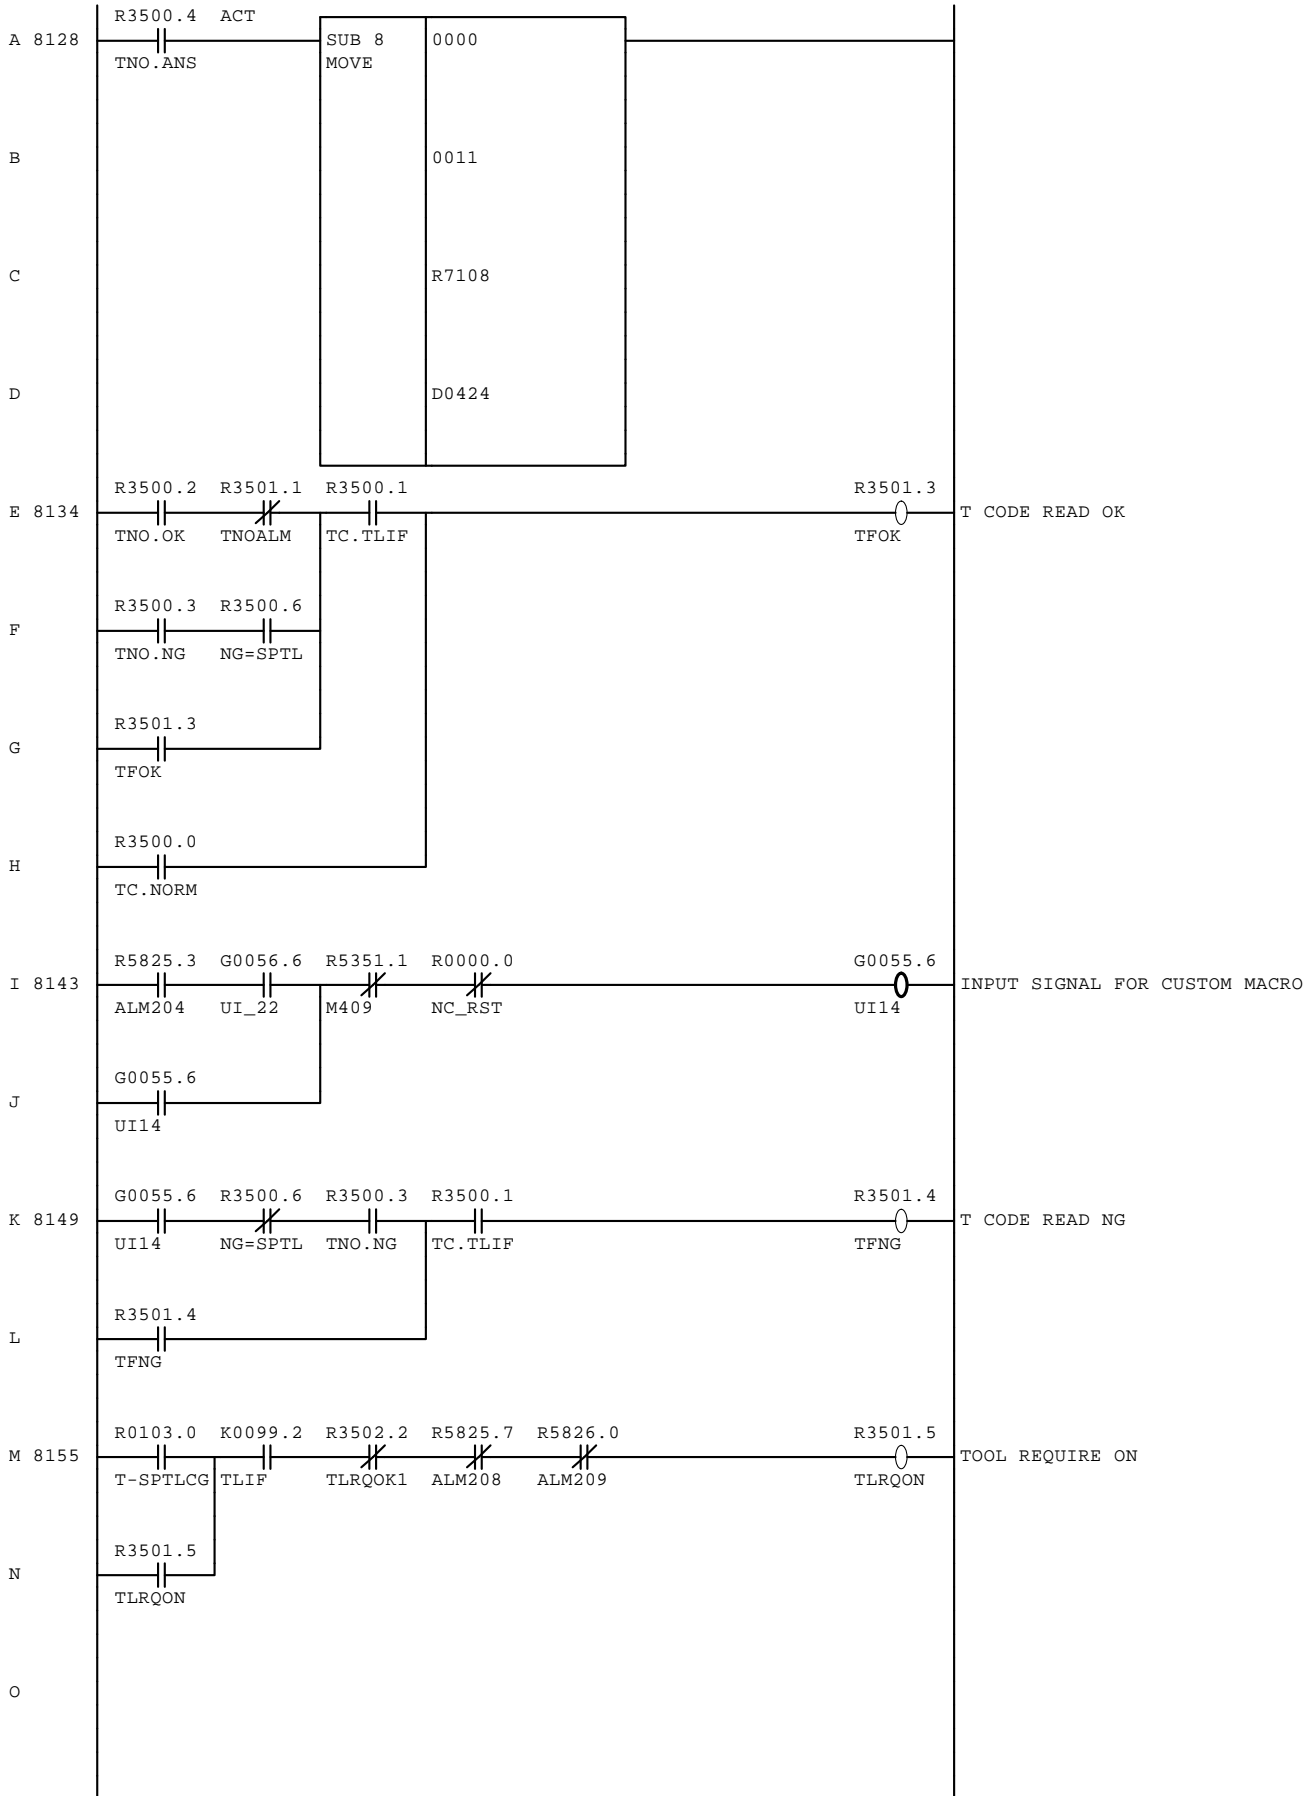 R3500.4 ACT
A 8128 SUB 8 0000
TNO.ANS MOVE
B 0011
C R7108
D D0424
R3500.2 R3501.1 R3500.1 R3501.3
E 8134 T CODE READ OK
TNO.OK TNOALM TC.TLIF TFOK
R3500.3 R3500.6
F
TNO.NG NG=SPTL
R3501.3
G
TFOK
R3500.0
H
TC.NORM
R5825.3 G0056.6 R5351.1 R0000.0 G0055.6
I 8143 INPUT SIGNAL FOR CUSTOM MACRO
ALM204 UI_22 M409 NC_RST UI14
G0055.6
J
UI14
G0055.6 R3500.6 R3500.3 R3500.1 R3501.4
K 8149 T CODE READ NG
UI14 NG=SPTL TNO.NG TC.TLIF TFNG
R3501.4
L
TFNG
R0103.0 K0099.2 R3502.2 R5825.7 R5826.0 R3501.5
M 8155 TOOL REQUIRE ON
T-SPTLCG TLIF TLRQOK1 ALM208 ALM209 TLRQON
R3501.5
N
TLRQON
O